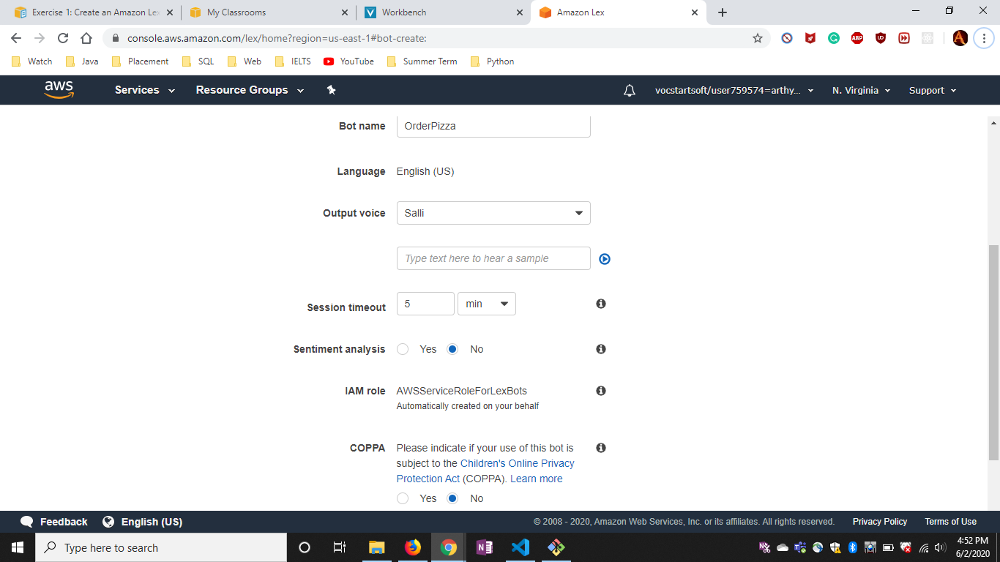 Exercise 1: Create an Amazon Lex
My Classrooms
Workbench
Amazon Lex
console.aws.amazon.com/lex/home?region=us-east-1#bot-create:
Watch Java Placement SQL Web IELTS YouTube Summer Term Python
aws Services Resource Groups vocstartsoft/user759574=arthy... N. Virginia Support
Bot name OrderPizza
Language English (US)
Output voice Salli
Type text here to hear a sample
Session timeout 5 min
Sentiment analysis Yes No
IAM role AWSServiceRoleForLexBots
Automatically created on your behalf
COPPA Please indicate if your use of this bot is
subject to the Children's Online Privacy
Protection Act (COPPA). Learn more
Yes No
Feedback English (US) © 2008 - 2020, Amazon Web Services, Inc. or its affiliates. All rights reserved. Privacy Policy Terms of Use
Type here to search
4:52 PM
6/2/2020